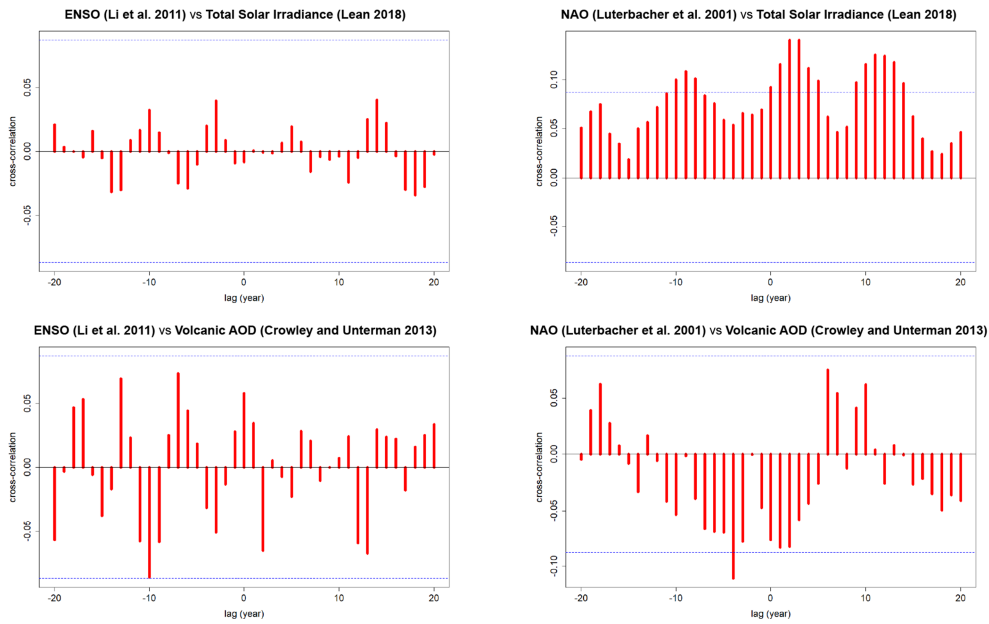 ENSO (Li et al. 2011) vs Total Solar Irradiance (Lean 2018)
cross-correlation
0.05
0.00
-0.05
-20 -10 0 10 20
lag (year)
NAO (Luterbacher et al. 2001) vs Total Solar Irradiance (Lean 2018)
cross-correlation
0.10
0.05
0.00
-0.05
-20 -10 0 10 20
lag (year)
ENSO (Li et al. 2011) vs Volcanic AOD (Crowley and Unterman 2013)
cross-correlation
0.05
0.00
-0.05
-20 -10 0 10 20
lag (year)
NAO (Luterbacher et al. 2001) vs Volcanic AOD (Crowley and Unterman 2013)
cross-correlation
0.05
0.00
-0.05
-0.10
-20 -10 0 10 20
lag (year)